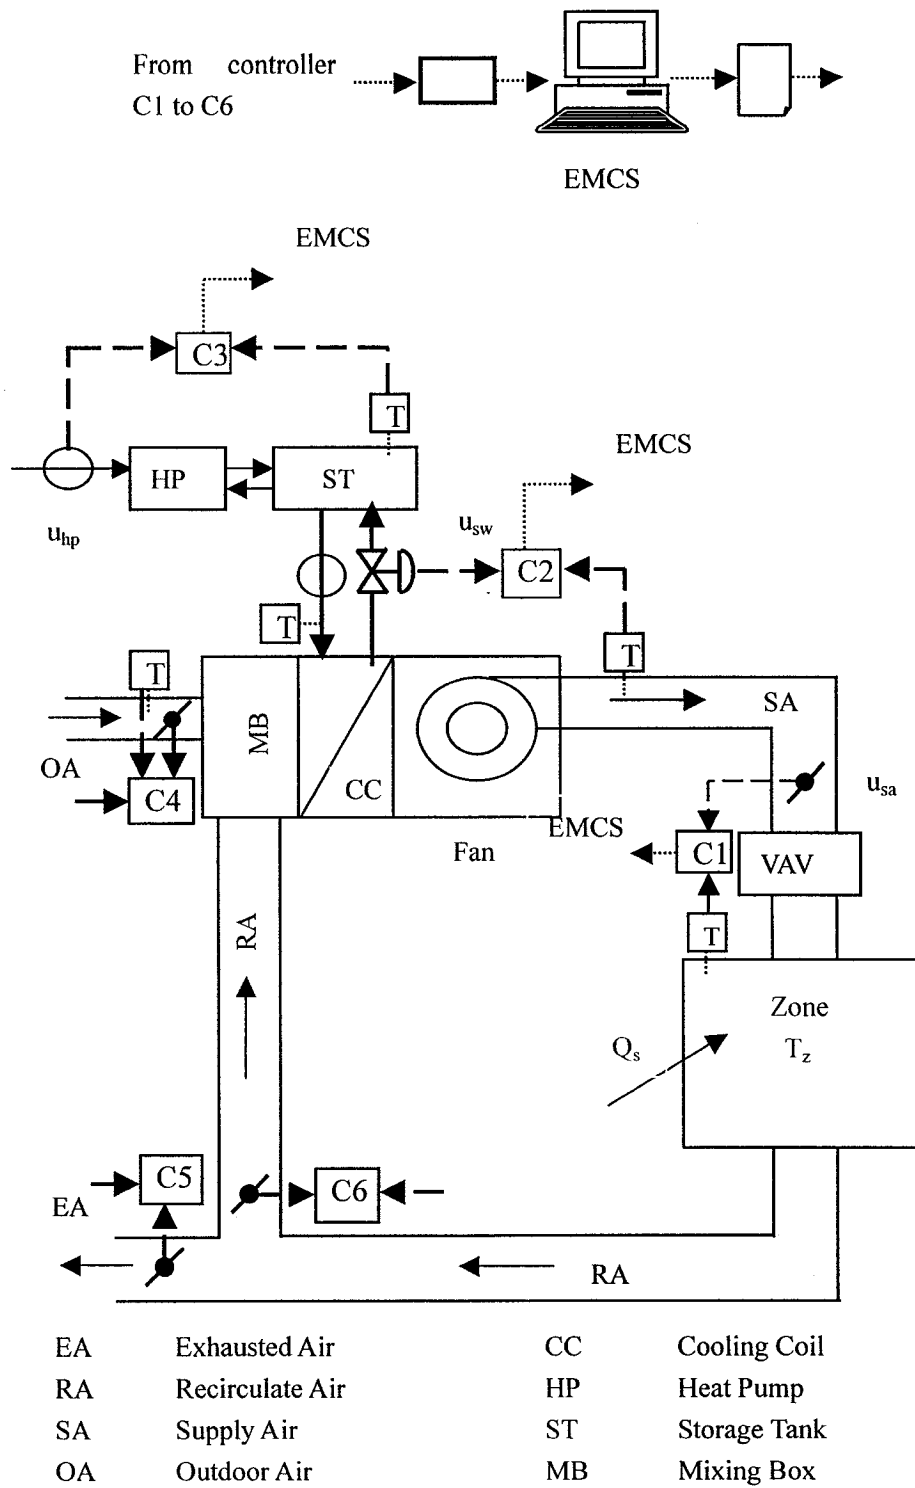 From controller
C1 to C6
EMCS
EMCS
C3
T
EMCS
HP
ST
u_sw
u_hp
C2
T
T
T
SA
MB
OA
CC
u_sa
C4
EMCS
Fan
C1
VAV
RA
T
Zone
Q_s
T_z
C5
C6
EA
RA
EA Exhausted Air CC Cooling Coil
RA Recirculate Air HP Heat Pump
SA Supply Air ST Storage Tank
OA Outdoor Air MB Mixing Box